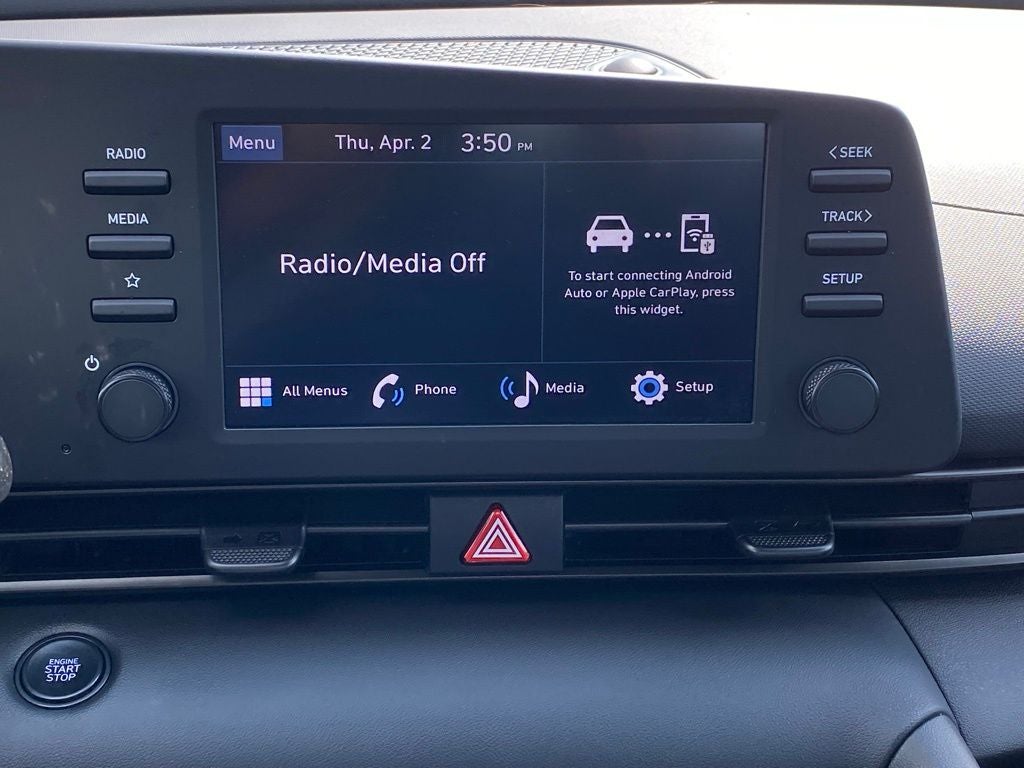 RADIO
MEDIA
Menu
Thu, Apr. 2
3:50 PM
Radio/Media Off
To start connecting Android
Auto or Apple CarPlay, press
this widget.
All Menus
Phone
Media
Setup
<SEEK
TRACK>
SETUP
ENGINE
START
STOP